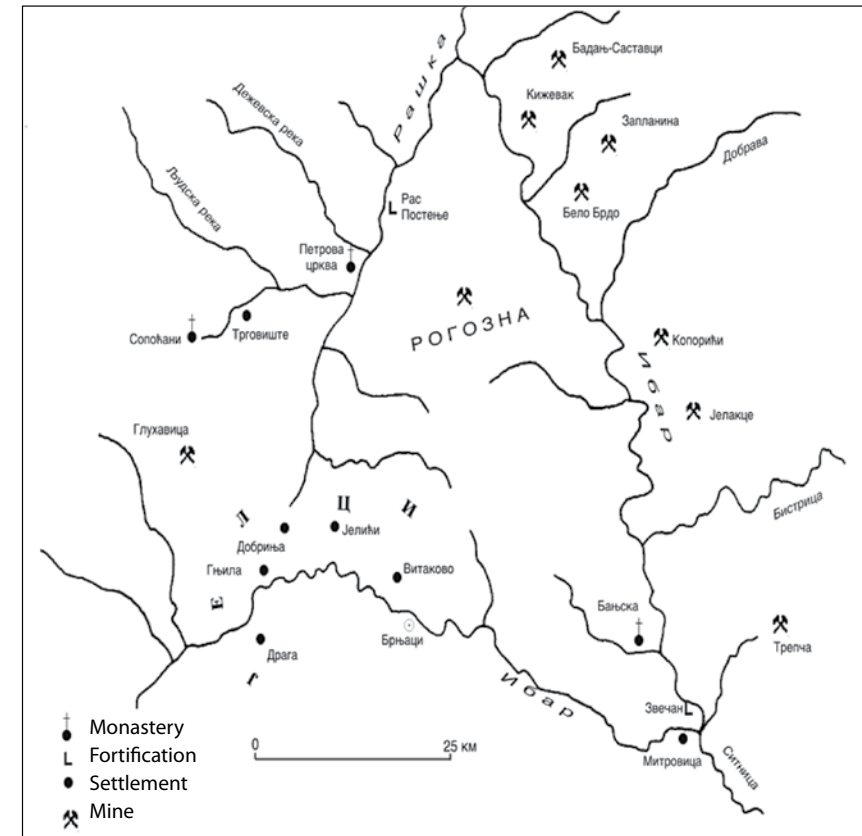 Бадањ-Саставци
Рашка
Кижевак
Дежевска река
Запланина
Добрава
Људска река
Рас
Постење
Бело Брдо
Петрова
црква
РОГОЗНА
Сопоћани
Трговиште
Копорићи
Ибар
Јелакце
Глухавица
Бистрица
Ј Е Л Ц И
Добриња
Јелићи
Гњила
Витаково
Бањска
Брњаци
Трепча
Драга
Ибар
Звечан
Митровица
Ситница
Monastery
Fortification
Settlement
Mine
0 25 км